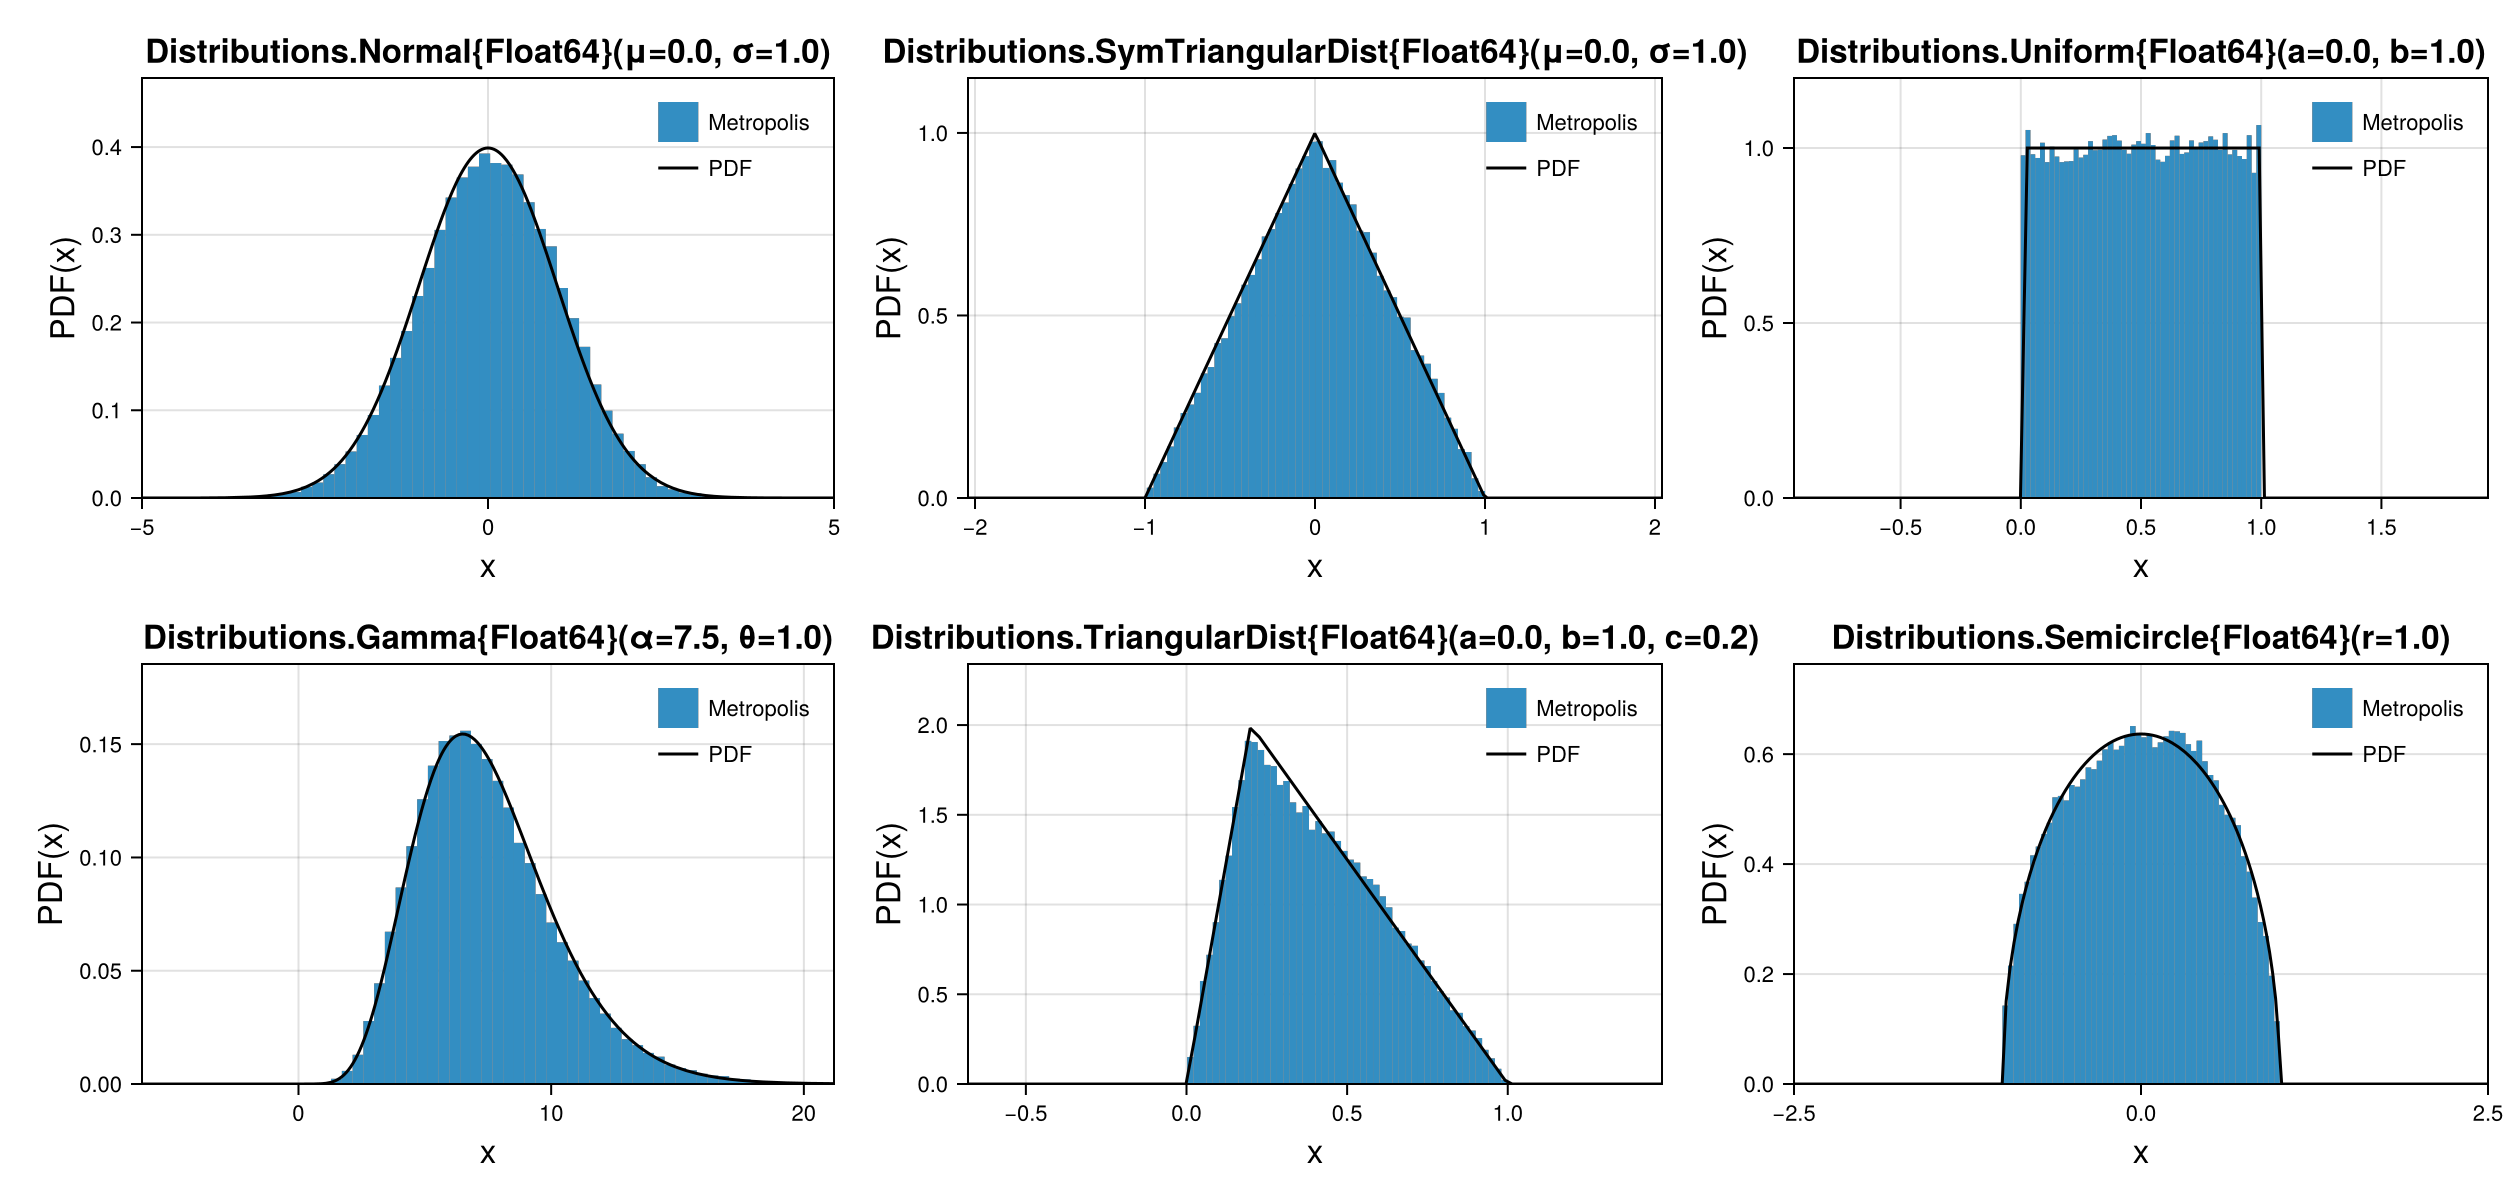 Distributions.Normal{Float64}(μ=0.0, σ=1.0)
Metropolis
PDF
PDF(x)
0.4
0.3
0.2
0.1
0.0
−5
0
5
x
Distributions.SymTriangularDist{Float64}(μ=0.0, σ=1.0)
Metropolis
PDF
PDF(x)
1.0
0.5
0.0
−2
−1
0
1
2
x
Distributions.Uniform{Float64}(a=0.0, b=1.0)
Metropolis
PDF
PDF(x)
1.0
0.5
0.0
−0.5
0.0
0.5
1.0
1.5
x
Distributions.Gamma{Float64}(α=7.5, θ=1.0)
Metropolis
PDF
PDF(x)
0.15
0.10
0.05
0.00
0
10
20
x
Distributions.TriangularDist{Float64}(a=0.0, b=1.0, c=0.2)
Metropolis
PDF
PDF(x)
2.0
1.5
1.0
0.5
0.0
−0.5
0.0
0.5
1.0
x
Distributions.Semicircle{Float64}(r=1.0)
Metropolis
PDF
PDF(x)
0.6
0.4
0.2
0.0
−2.5
0.0
2.5
x